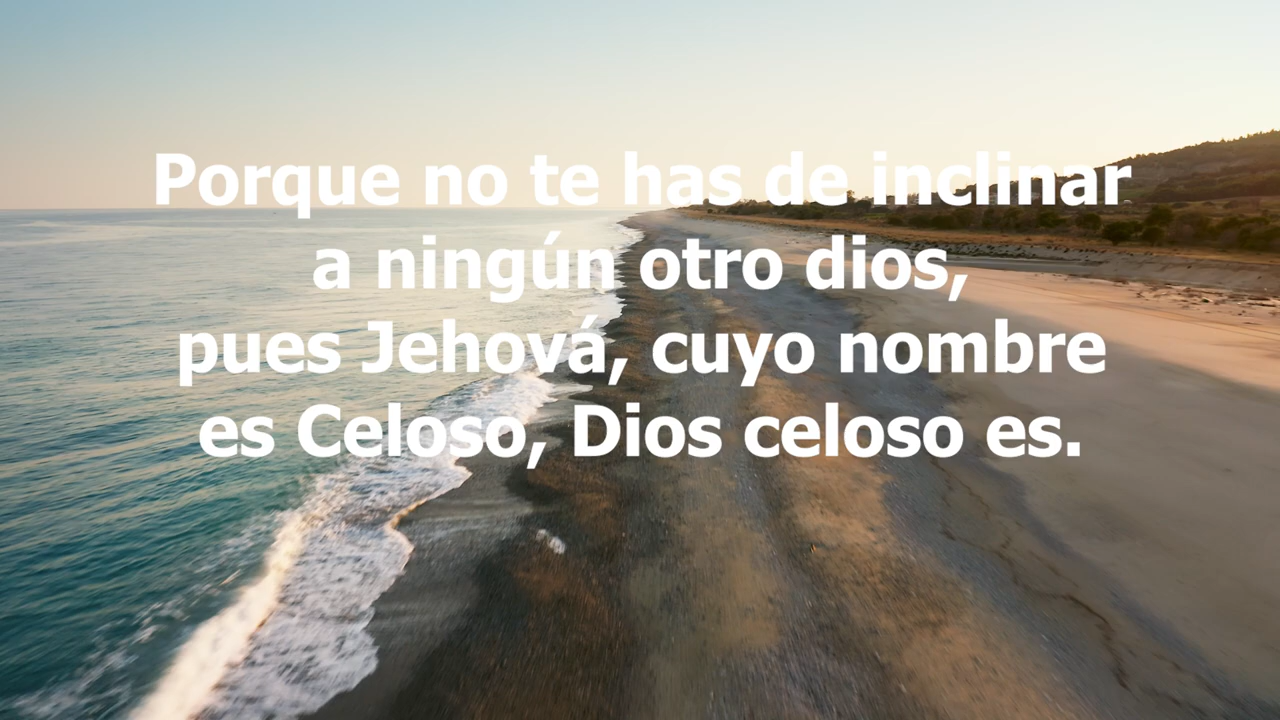 Porque no te has de inclinar
a ningún otro dios,
pues Jehová, cuyo nombre
es Celoso, Dios celoso es.